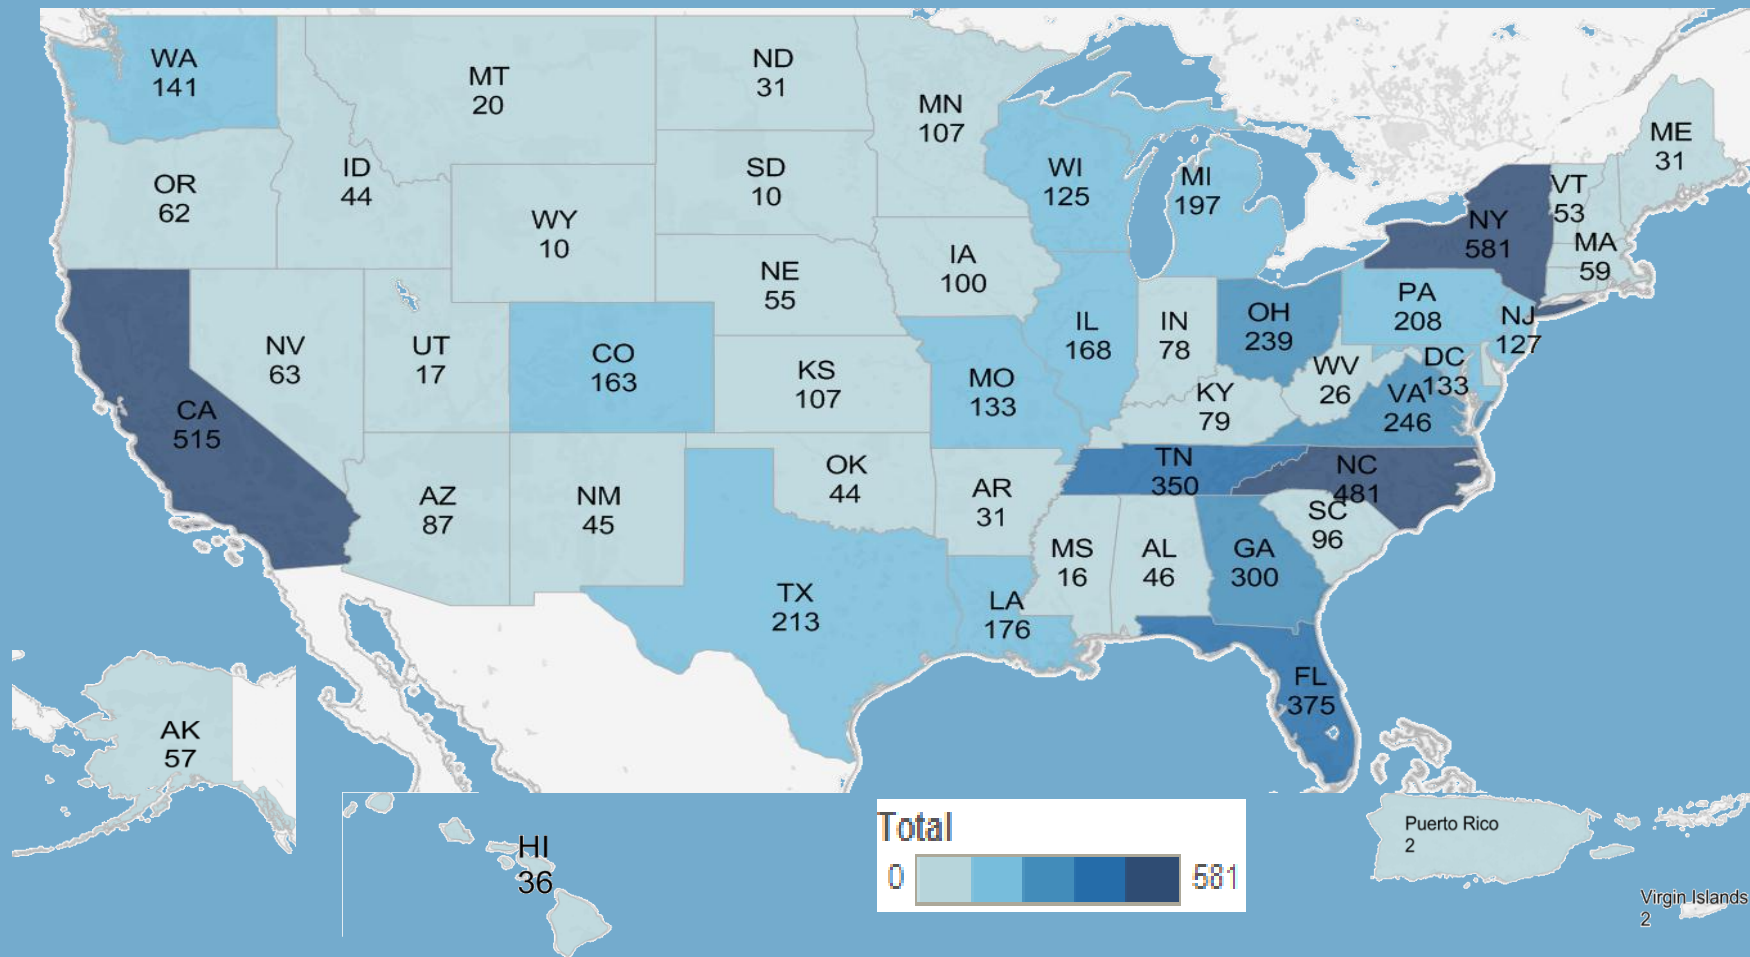 WA
141
MT
20
ND
31
MN
107
ME
31
OR
62
ID
44
SD
10
WI
125
MI
197
VT
53
WY
10
NY
581
MA
59
NE
55
IA
100
PA
208
NJ
127
NV
63
UT
17
CO
163
KS
107
MO
133
IL
168
IN
78
OH
239
WV
26
DC
133
CA
515
KY
79
VA
246
AZ
87
NM
45
OK
44
AR
31
TN
350
NC
481
SC
96
MS
16
AL
46
GA
300
TX
213
LA
176
FL
375
AK
57
HI
36
Total
0 581
Puerto Rico
2
Virgin Islands
2